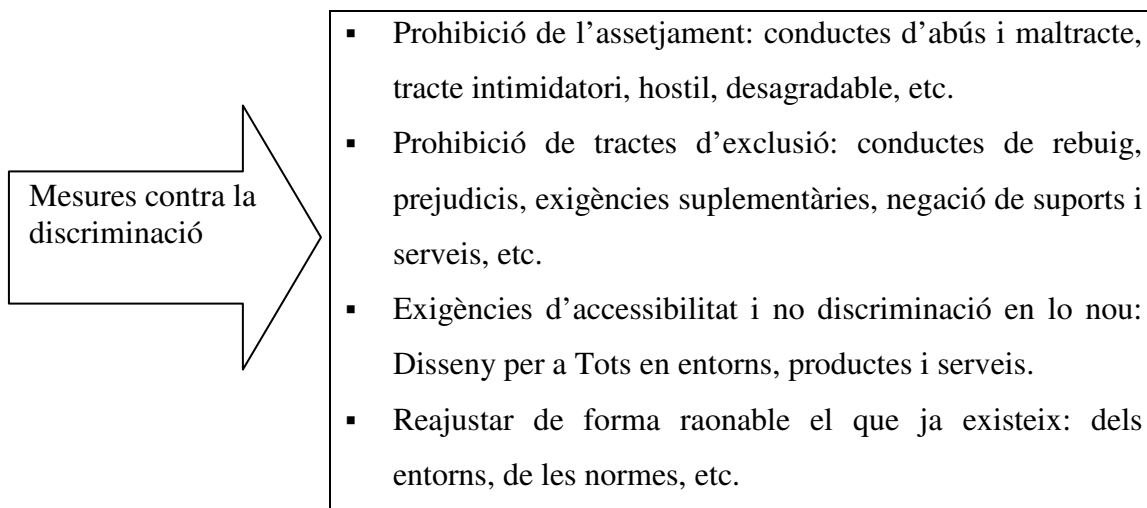 Mesures contra la
discriminació
▪ Prohibició de l’assetjament: conductes d’abús i maltracte,
tracte intimidatori, hostil, desagradable, etc.
▪ Prohibició de tractes d’exclusió: conductes de rebuig,
prejudicis, exigències suplementàries, negació de suports i
serveis, etc.
▪ Exigències d’accessibilitat i no discriminació en lo nou:
Disseny per a Tots en entorns, productes i serveis.
▪ Reajustar de forma raonable el que ja existeix: dels
entorns, de les normes, etc.